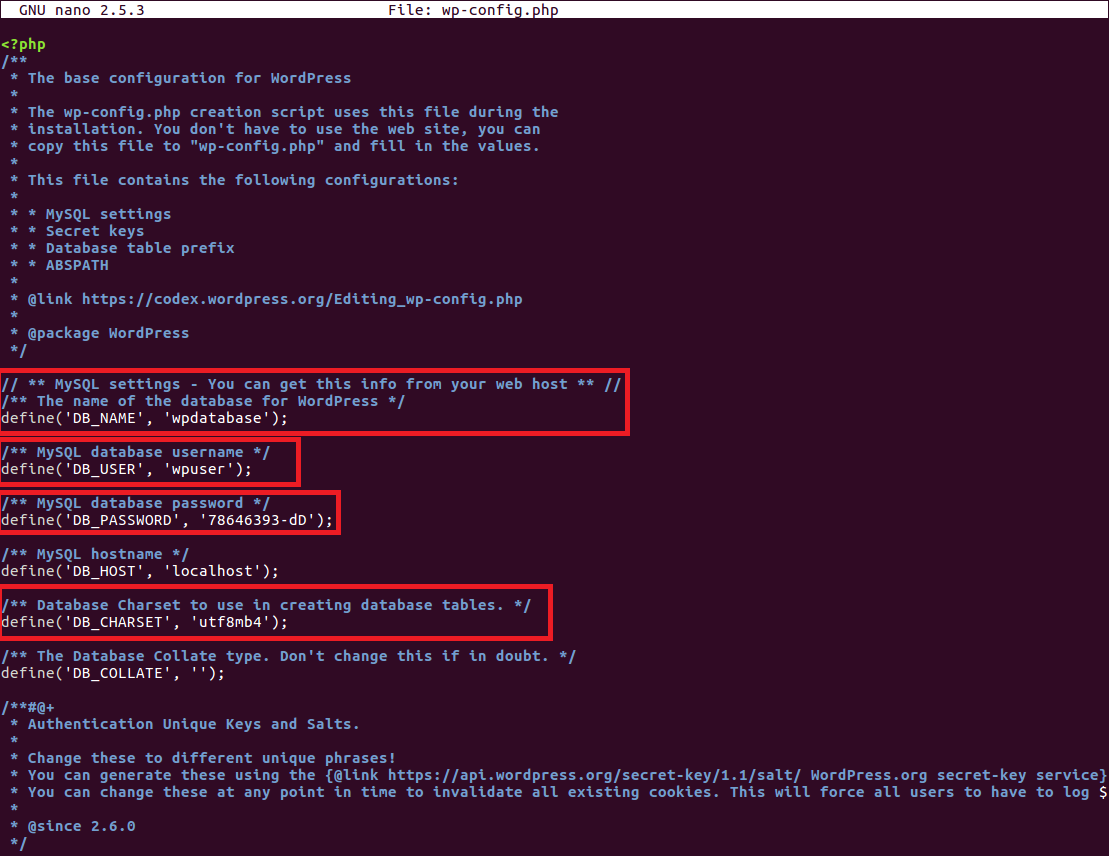 GNU nano 2.5.3 File: wp-config.php
<?php
/**
 * The base configuration for WordPress
 *
 * The wp-config.php creation script uses this file during the
 * installation. You don't have to use the web site, you can
 * copy this file to "wp-config.php" and fill in the values.
 *
 * This file contains the following configurations:
 *
 * * MySQL settings
 * * Secret keys
 * * Database table prefix
 * * ABSPATH
 *
 * @link https://codex.wordpress.org/Editing_wp-config.php
 *
 * @package WordPress
 */
// ** MySQL settings - You can get this info from your web host ** //
/** The name of the database for WordPress */
define('DB_NAME', 'wpdatabase');
/** MySQL database username */
define('DB_USER', 'wpuser');
/** MySQL database password */
define('DB_PASSWORD', '78646393-dD');
/** MySQL hostname */
define('DB_HOST', 'localhost');
/** Database Charset to use in creating database tables. */
define('DB_CHARSET', 'utf8mb4');
/** The Database Collate type. Don't change this if in doubt. */
define('DB_COLLATE', '');
/**#@+
 * Authentication Unique Keys and Salts.
 *
 * Change these to different unique phrases!
 * You can generate these using the {@link https://api.wordpress.org/secret-key/1.1/salt/ WordPress.org secret-key service}
 * You can change these at any point in time to invalidate all existing cookies. This will force all users to have to log $
 *
 * @since 2.6.0
 */